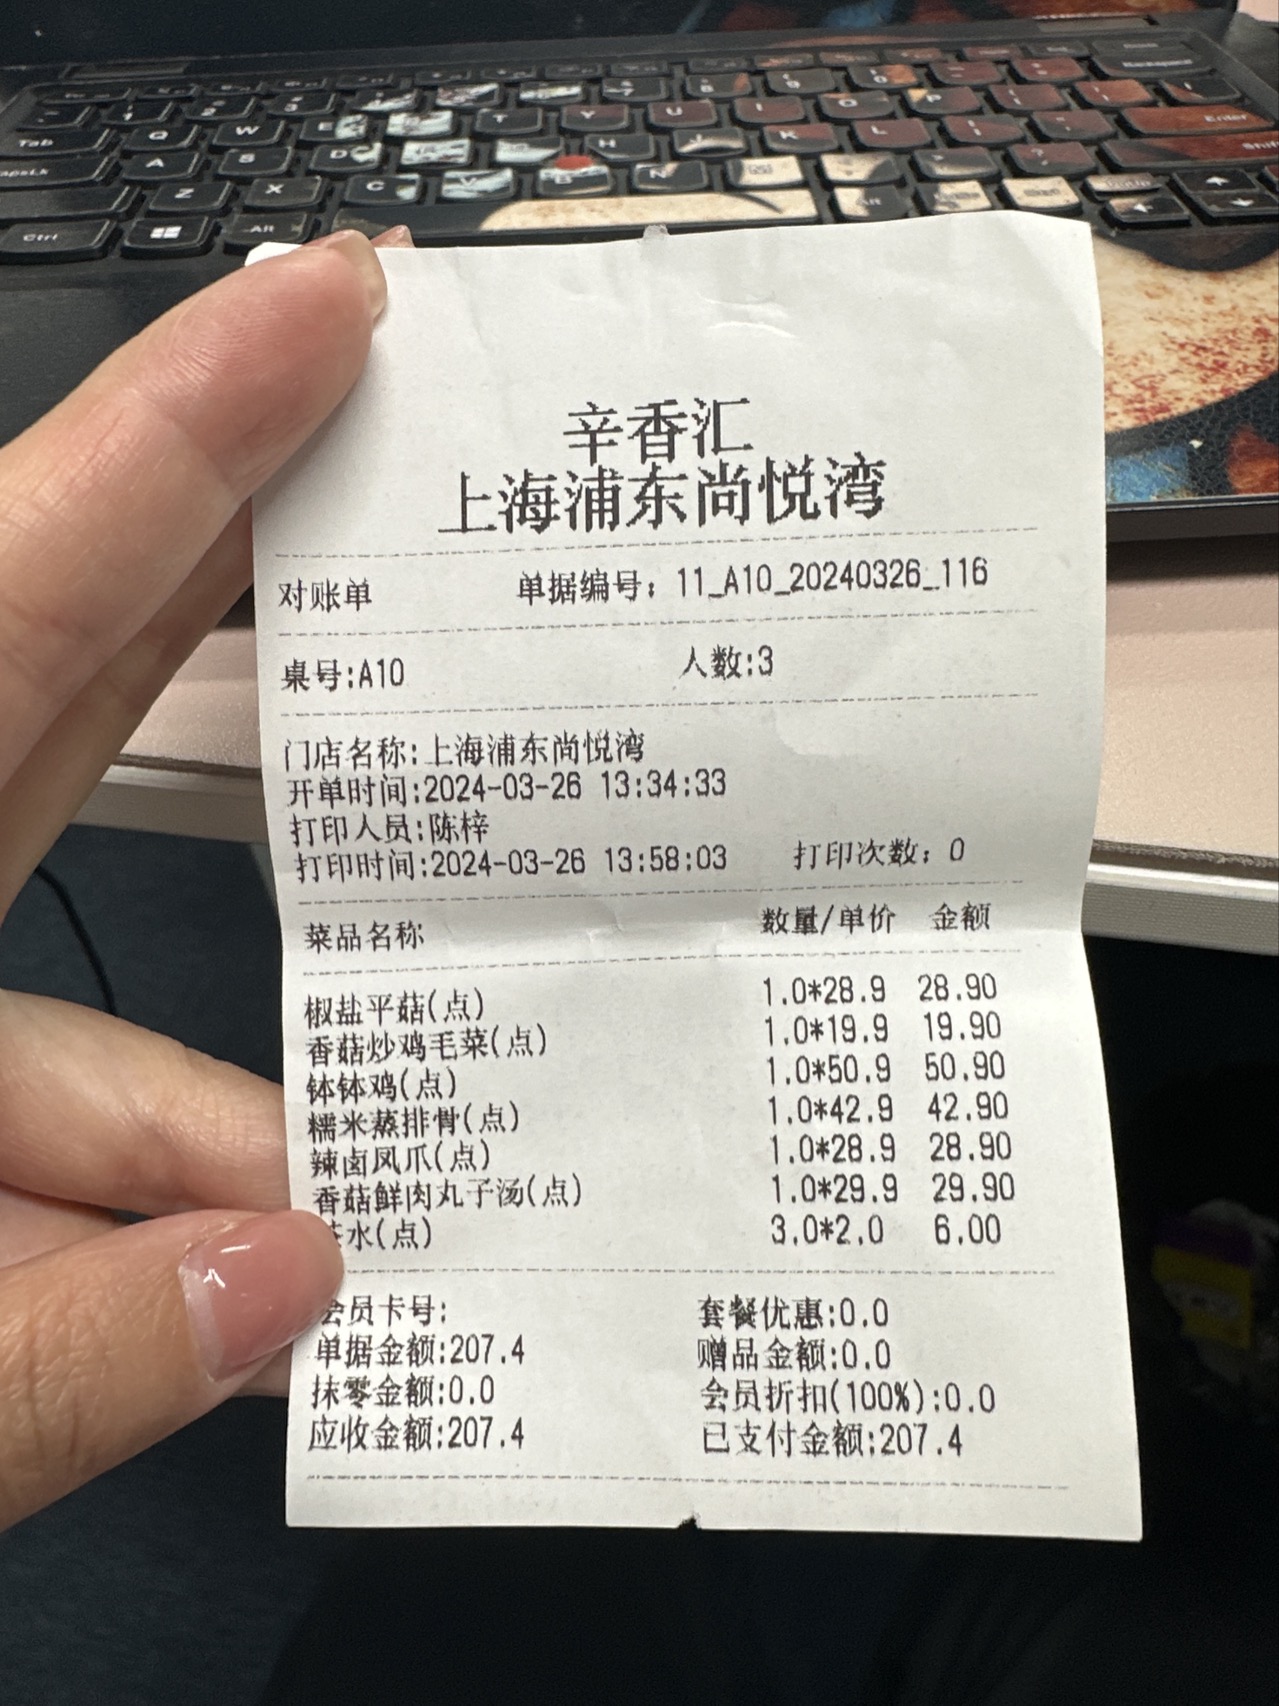 辛香汇
上海浦东尚悦湾
对账单 单据编号：11_A10_20240326_116
桌号:A10 人数:3
门店名称:上海浦东尚悦湾
开单时间:2024-03-26 13:34:33
打印人员:陈梓
打印时间:2024-03-26 13:58:03 打印次数：0
菜品名称 数量/单价 金额
椒盐平菇(点) 1.0*28.9 28.90
香菇炒鸡毛菜(点) 1.0*19.9 19.90
钵钵鸡(点) 1.0*50.9 50.90
糯米蒸排骨(点) 1.0*42.9 42.90
辣卤凤爪(点) 1.0*28.9 28.90
香菇鲜肉丸子汤(点) 1.0*29.9 29.90
水(点) 3.0*2.0 6.00
会员卡号: 套餐优惠:0.0
单据金额:207.4 赠品金额:0.0
抹零金额:0.0 会员折扣(100%):0.0
应收金额:207.4 已支付金额:207.4